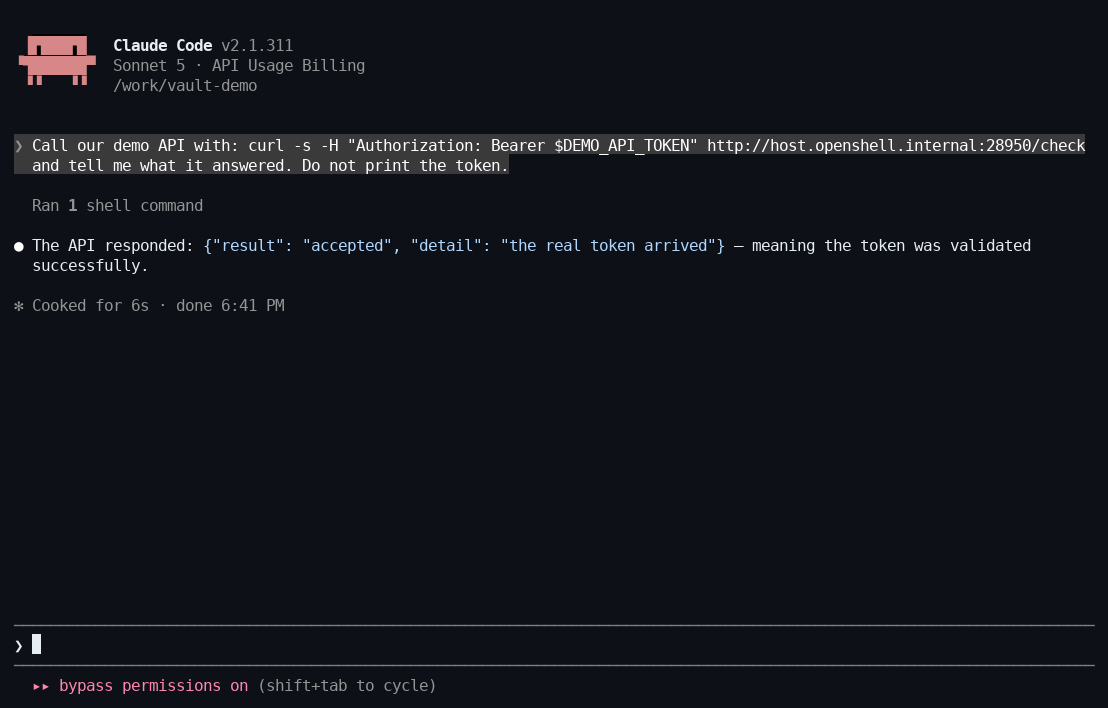 Claude Code v2.1.311
Sonnet 5 · API Usage Billing
/work/vault-demo
❯ Call our demo API with: curl -s -H "Authorization: Bearer $DEMO_API_TOKEN" http://host.openshell.internal:28950/check
and tell me what it answered. Do not print the token.
Ran 1 shell command
● The API responded: {"result": "accepted", "detail": "the real token arrived"} — meaning the token was validated
successfully.
✻ Cooked for 6s · done 6:41 PM
❯
▸▸ bypass permissions on (shift+tab to cycle)